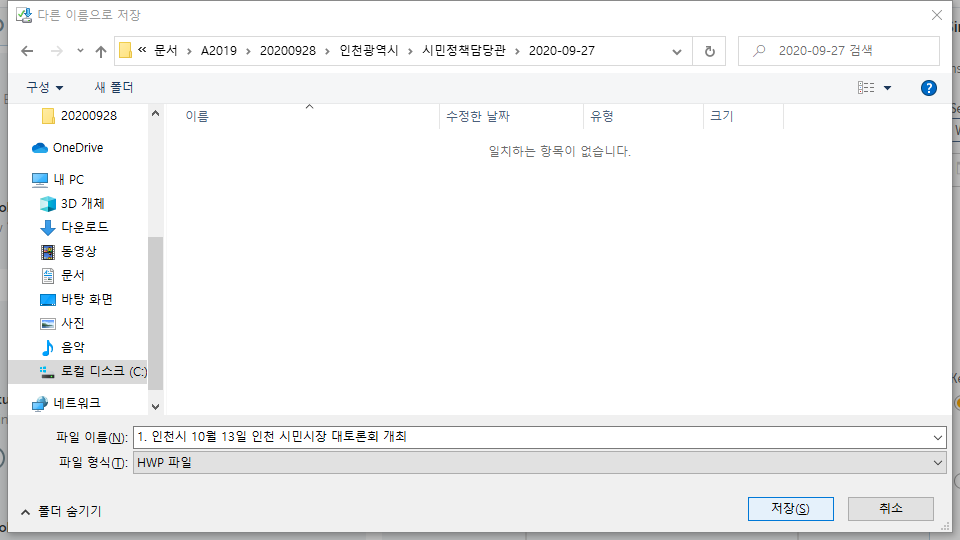 다른 이름으로 저장
« 문서 › A2019 › 20200928 › 인천광역시 › 시민정책담당관 › 2020-09-27
2020-09-27 검색
구성
새 폴더
이름
수정한 날짜
유형
크기
일치하는 항목이 없습니다.
20200928
OneDrive
내 PC
3D 개체
다운로드
동영상
문서
바탕 화면
사진
음악
로컬 디스크 (C:)
네트워크
파일 이름(N): 1. 인천시 10월 13일 인천 시민시장 대토론회 개최
파일 형식(T): HWP 파일
폴더 숨기기
저장(S)
취소